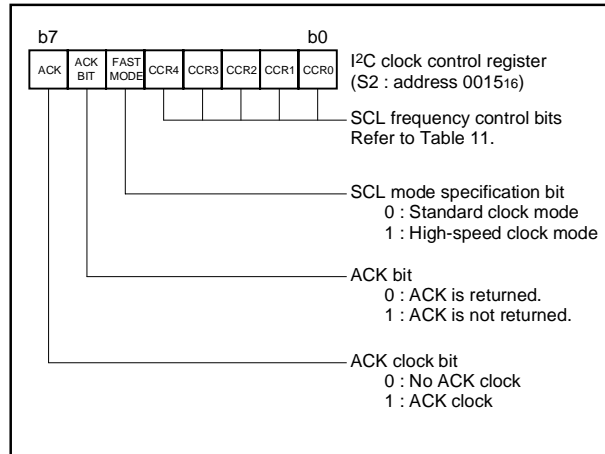 b7 b0
ACK ACK BIT FAST MODE CCR4 CCR3 CCR2 CCR1 CCR0
I2C clock control register
(S2 : address 001516)
SCL frequency control bits
Refer to Table 11.
SCL mode specification bit
0 : Standard clock mode
1 : High-speed clock mode
ACK bit
0 : ACK is returned.
1 : ACK is not returned.
ACK clock bit
0 : No ACK clock
1 : ACK clock